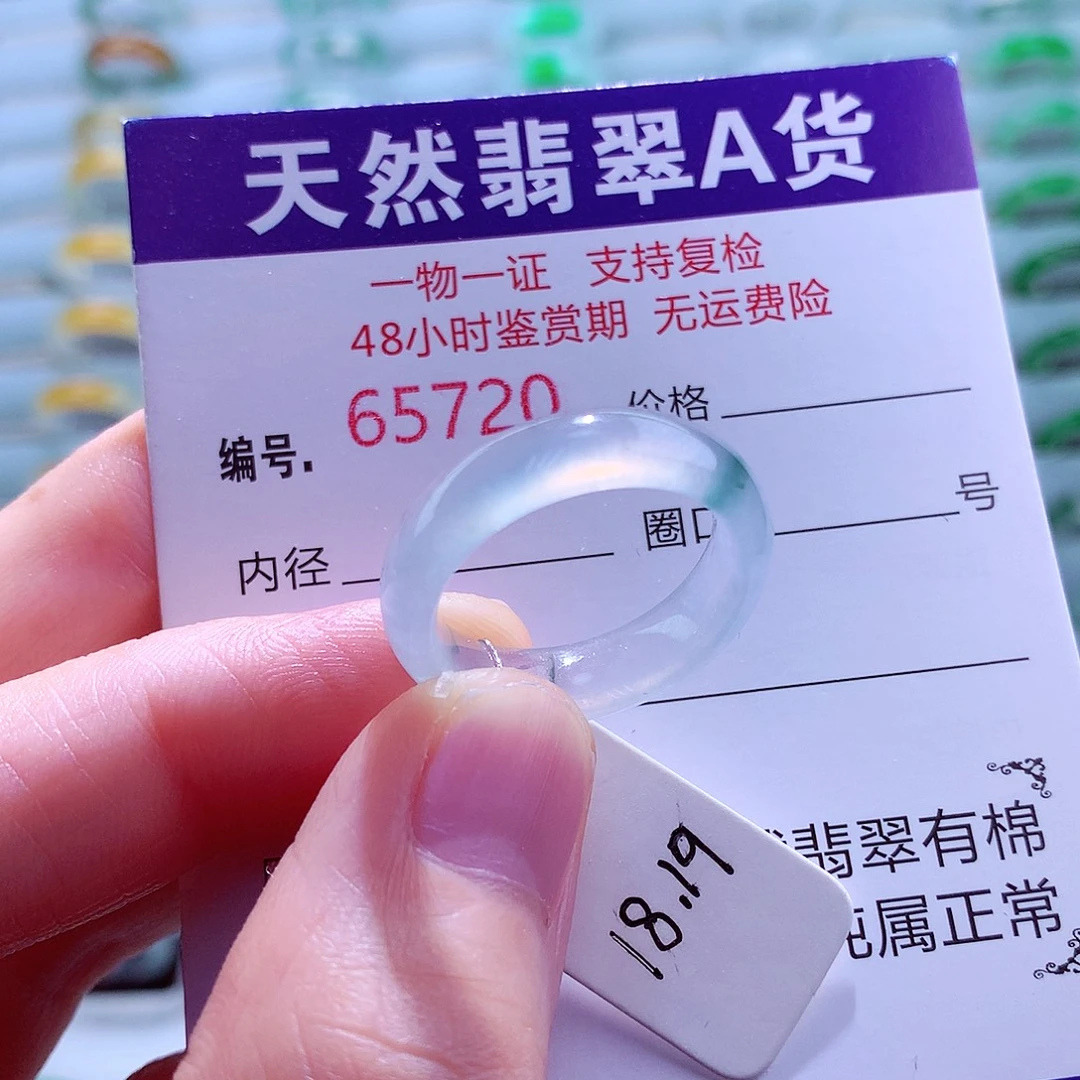 天然翡翠A货
一物一证 支持复检
48小时鉴赏期 无运费险
编号. 65720 价格
内径 圈口 号
18.19
翡翠有棉
纯属正常